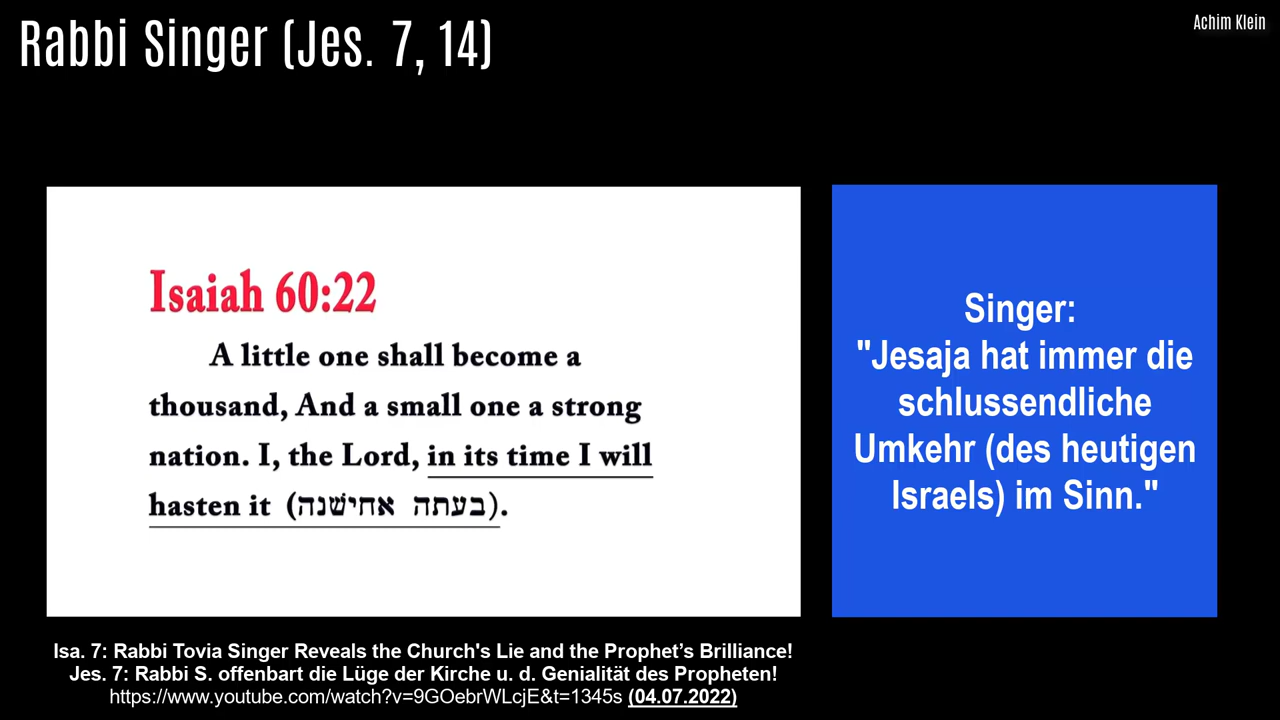 Rabbi Singer (Jes. 7, 14)
Achim Klein
Isaiah 60:22
A little one shall become a
thousand, And a small one a strong
nation. I, the Lord, in its time I will
hasten it (בעתה אחישׁנה).
Singer:
"Jesaja hat immer die
schlussendliche
Umkehr (des heutigen
Israels) im Sinn."
Isa. 7: Rabbi Tovia Singer Reveals the Church's Lie and the Prophet’s Brilliance!
Jes. 7: Rabbi S. offenbart die Lüge der Kirche u. d. Genialität des Propheten!
https://www.youtube.com/watch?v=9GOebrWLcjE&t=1345s (04.07.2022)